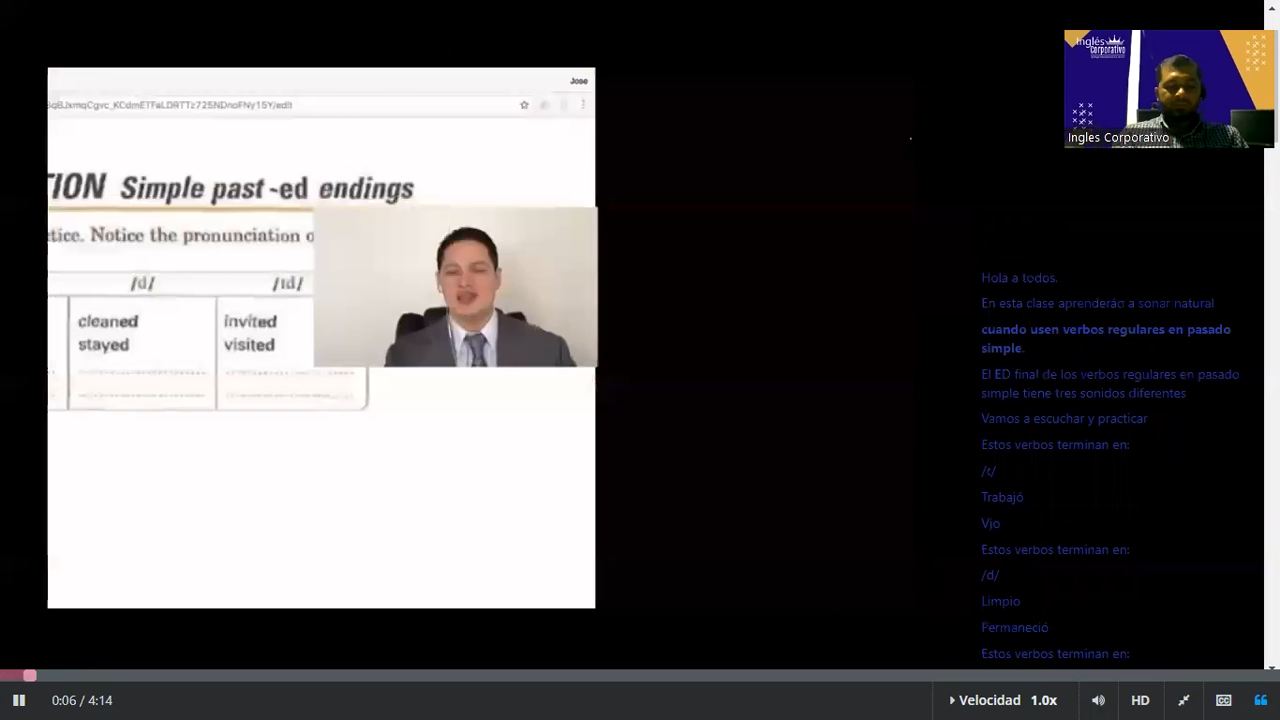 Jose
TION Simple past -ed endings
tice. Notice the pronunciation o
/d/
/ɪd/
cleaned
invited
stayed
visited
Inglés
Corporativo
Ingles Corporativo
Hola a todos.
En esta clase aprenderán a sonar natural
cuando usen verbos regulares en pasado
simple.
El ED final de los verbos regulares en pasado
simple tiene tres sonidos diferentes
Vamos a escuchar y practicar
Estos verbos terminan en:
/t/
Trabajó
Vio
Estos verbos terminan en:
/d/
Limpio
Permaneció
Estos verbos terminan en:
0:06 / 4:14
Velocidad 1.0x
HD
CC